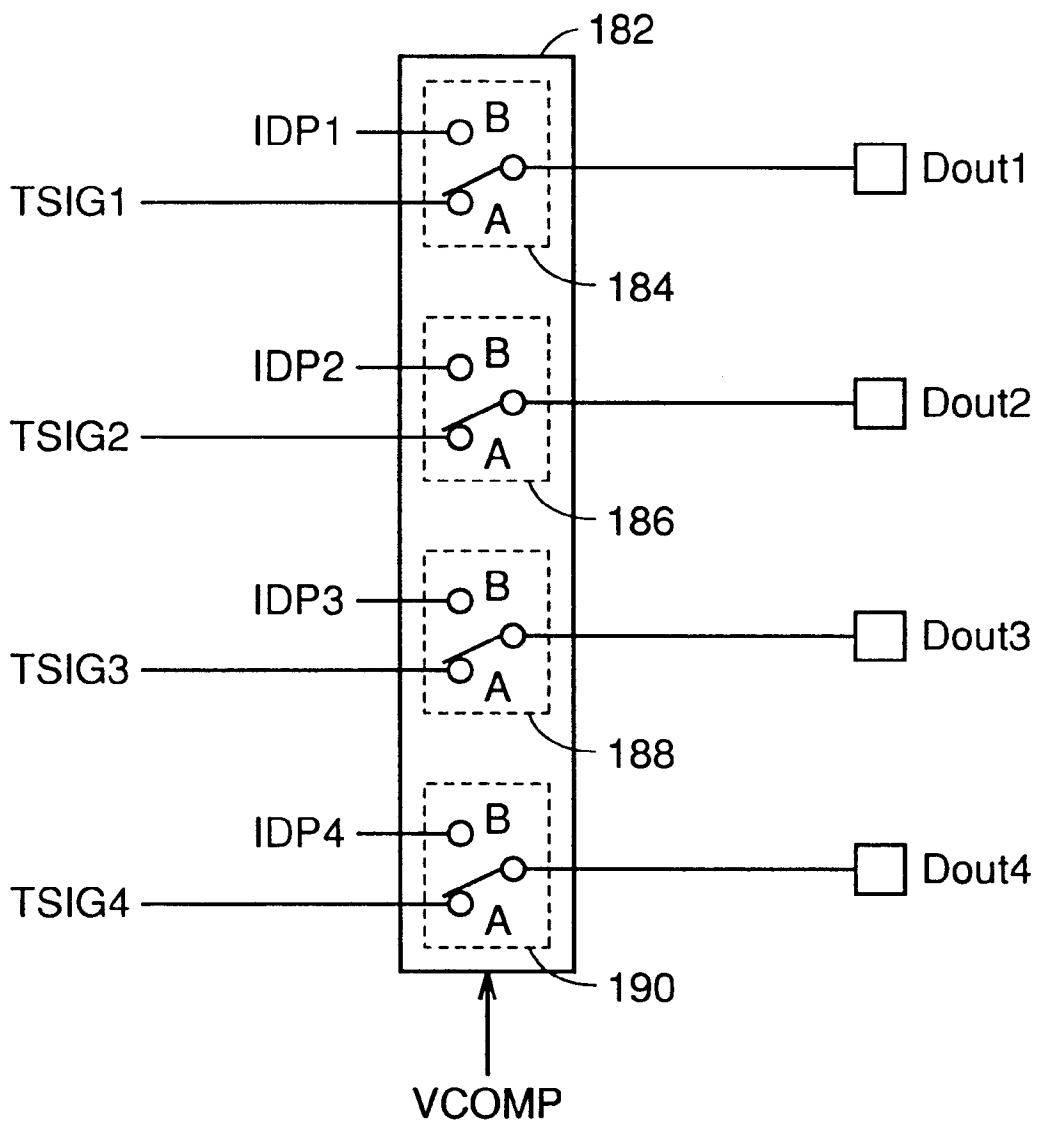 182
IDP1
B
Dout1
TSIG1
A
184
IDP2
B
Dout2
TSIG2
A
186
IDP3
B
Dout3
TSIG3
A
188
IDP4
B
Dout4
TSIG4
A
190
VCOMP